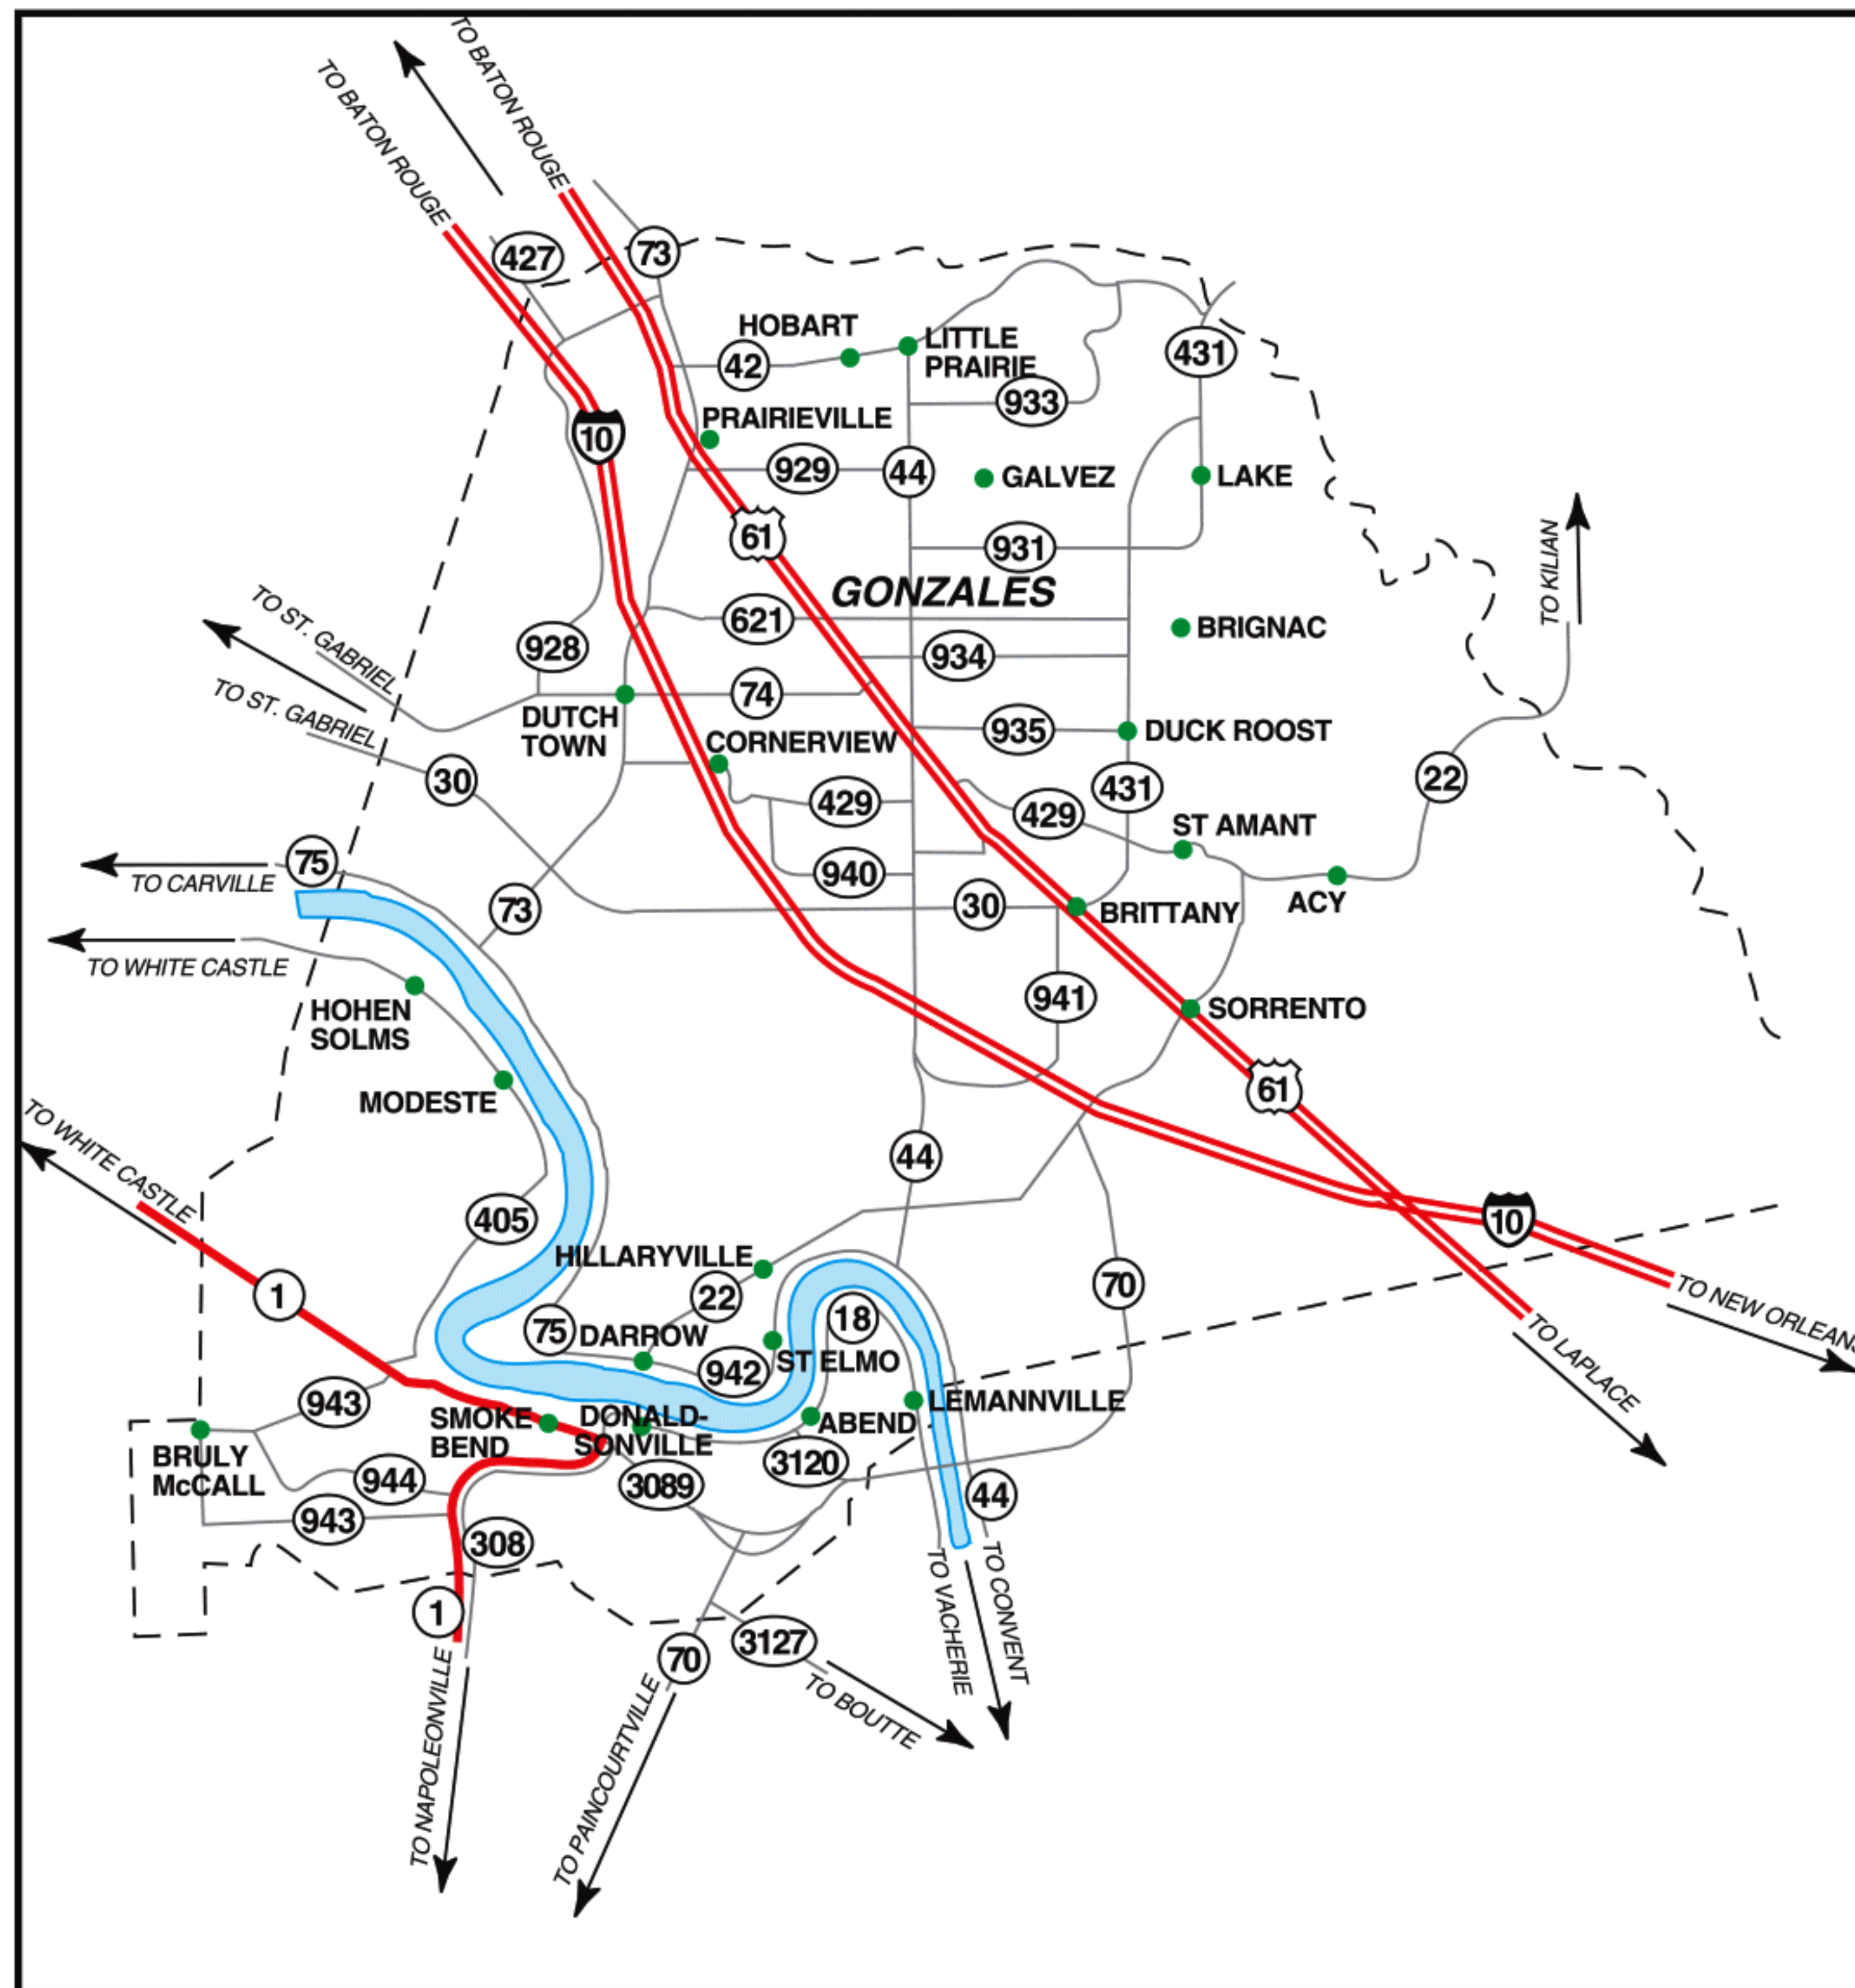 TO BATON ROUGE
TO BATON ROUGE
427
73
HOBART
LITTLE
PRAIRIE
42
431
933
PRAIRIEVILLE
10
929
44
GALVEZ
LAKE
61
931
TO KILIAN
GONZALES
TO ST. GABRIEL
621
BRIGNAC
928
934
TO ST. GABRIEL
74
DUTCH
TOWN
935
DUCK ROOST
CORNERVIEW
30
22
429
431
429
ST AMANT
75
TO CARVILLE
940
ACY
73
30
BRITTANY
TO WHITE CASTLE
HOHEN
SOLMS
941
SORRENTO
MODESTE
61
TO WHITE CASTLE
44
405
10
HILLARYVILLE
1
22
70
TO NEW ORLEANS
75
DARROW
18
TO LAPLACE
942
ST ELMO
943
SMOKE
BEND
DONALD-
SONVILLE
ABEND
LEMANNVILLE
BRULY
McCALL
944
3120
3089
44
943
308
TO VACHERIE
TO CONVENT
1
3127
70
TO BOUTTE
TO NAPOLEONVILLE
TO PAINCOURTVILLE